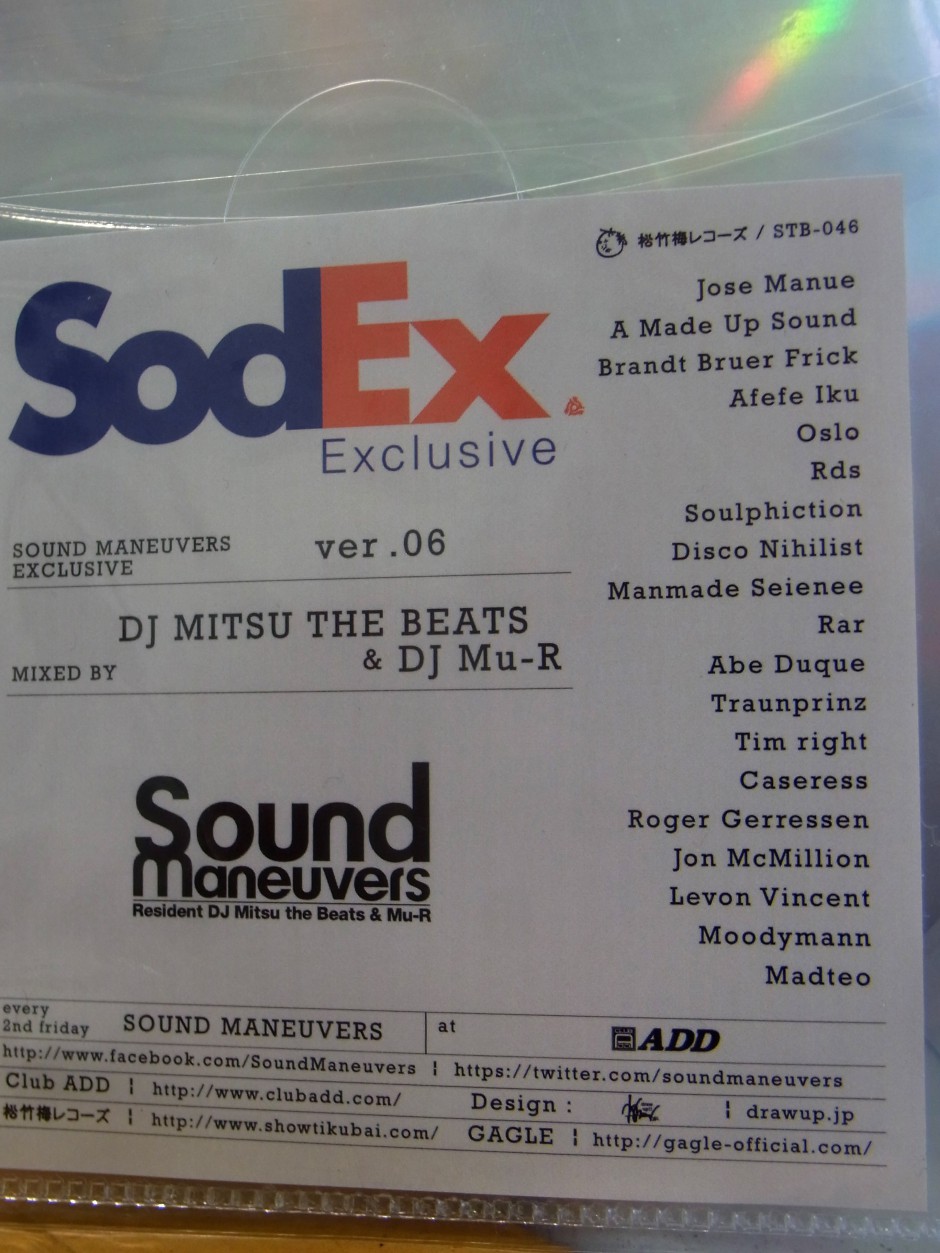 松竹梅レコーズ / STB-046
SodEx
Exclusive
SOUND MANEUVERS
EXCLUSIVE
ver.06
DJ MITSU THE BEATS
& DJ Mu-R
MIXED BY
Sound
maneuvers
Resident DJ Mitsu the Beats & Mu-R
Jose Manue
A Made Up Sound
Brandt Bruer Frick
Afefe Iku
Oslo
Rds
Soulphiction
Disco Nihilist
Manmade Seienee
Rar
Abe Duque
Traunprinz
Tim right
Caseress
Roger Gerressen
Jon McMillion
Levon Vincent
Moodymann
Madteo
every
2nd friday
SOUND MANEUVERS
at
ADD
http://www.facebook.com/SoundManeuvers ¦ https://twitter.com/soundmaneuvers
Club ADD ¦ http://www.clubadd.com/
Design : ¦ drawup.jp
松竹梅レコーズ ¦ http://www.showtikubai.com/
GAGLE ¦ http://gagle-official.com/